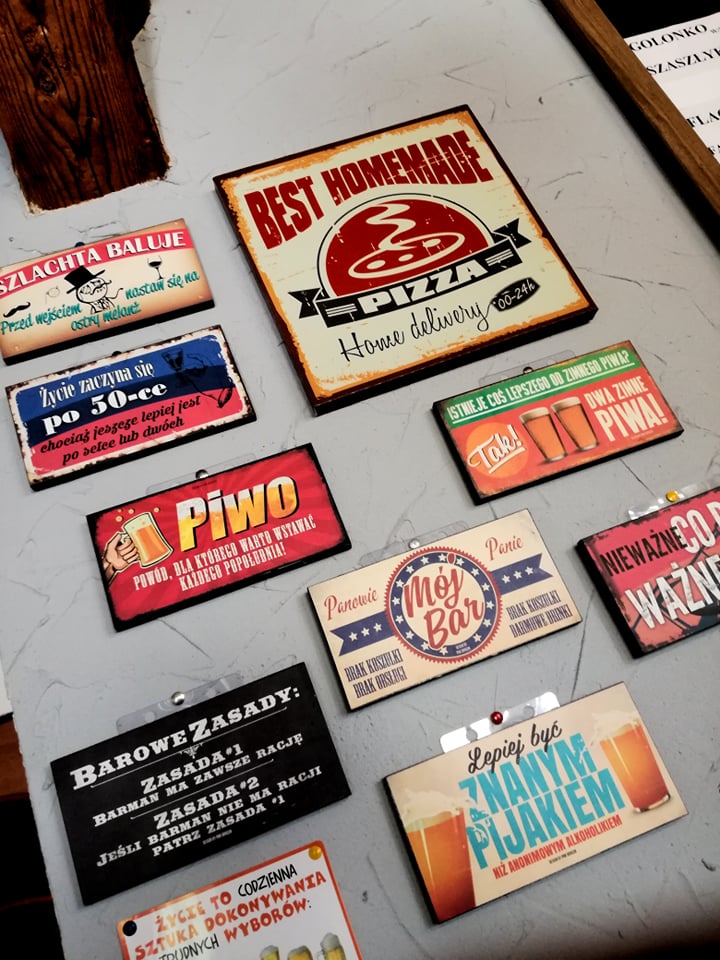 GOLONKO
SZASZŁY
FLA
BEST HOMEMADE
PIZZA
Home delivery
00-24h
SZLACHTA BALUJE
Przed wejściem
nastaw się na
ostry melanż
Życie zaczyna się
po 50-ce
chociaż jeszcze lepiej jest
po setce lub dwóch
ISTNIEJE COŚ LEPSZEGO OD ZIMNEGO PIWA?
Tak!
DWA ZIMNE
PIWA!
PIWO
POWÓD, DLA KTÓREGO WARTO WSTAWAĆ
KAŻDEGO POPOŁUDNIA!
Panowie
Mój
Bar
Panie
BRAK KOSZULKI
BRAK OBSŁUGI
BRAK KOSZULKI
DARMOWE DRINKI
NIEWAŻNE CO
WAŻNE
BAROWE ZASADY:
ZASADA #1
BARMAN MA ZAWSZE RACJĘ
ZASADA #2
JEŚLI BARMAN NIE MA RACJI
PATRZ ZASADA #1
Lepiej być
ZNANYM
PIJAKIEM
NIŻ ANONIMOWYM ALKOHOLIKIEM
ŻYCIE TO CODZIENNA
SZTUKA DOKONYWANIA
TRUDNYCH WYBORÓW: